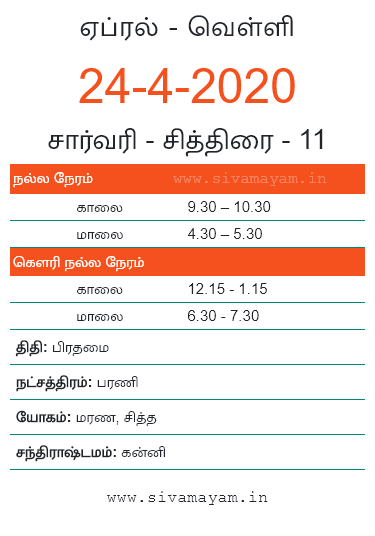 ஏப்ரல் - வெள்ளி
24-4-2020
சார்வரி - சித்திரை - 11
நல்ல நேரம் www.sivamayam.in
காலை 9.30 – 10.30
மாலை 4.30 – 5.30
கௌரி நல்ல நேரம்
காலை 12.15 - 1.15
மாலை 6.30 - 7.30
திதி: பிரதமை
நட்சத்திரம்: பரணி
யோகம்: மரண, சித்த
சந்திராஷ்டமம்: கன்னி
www.sivamayam.in